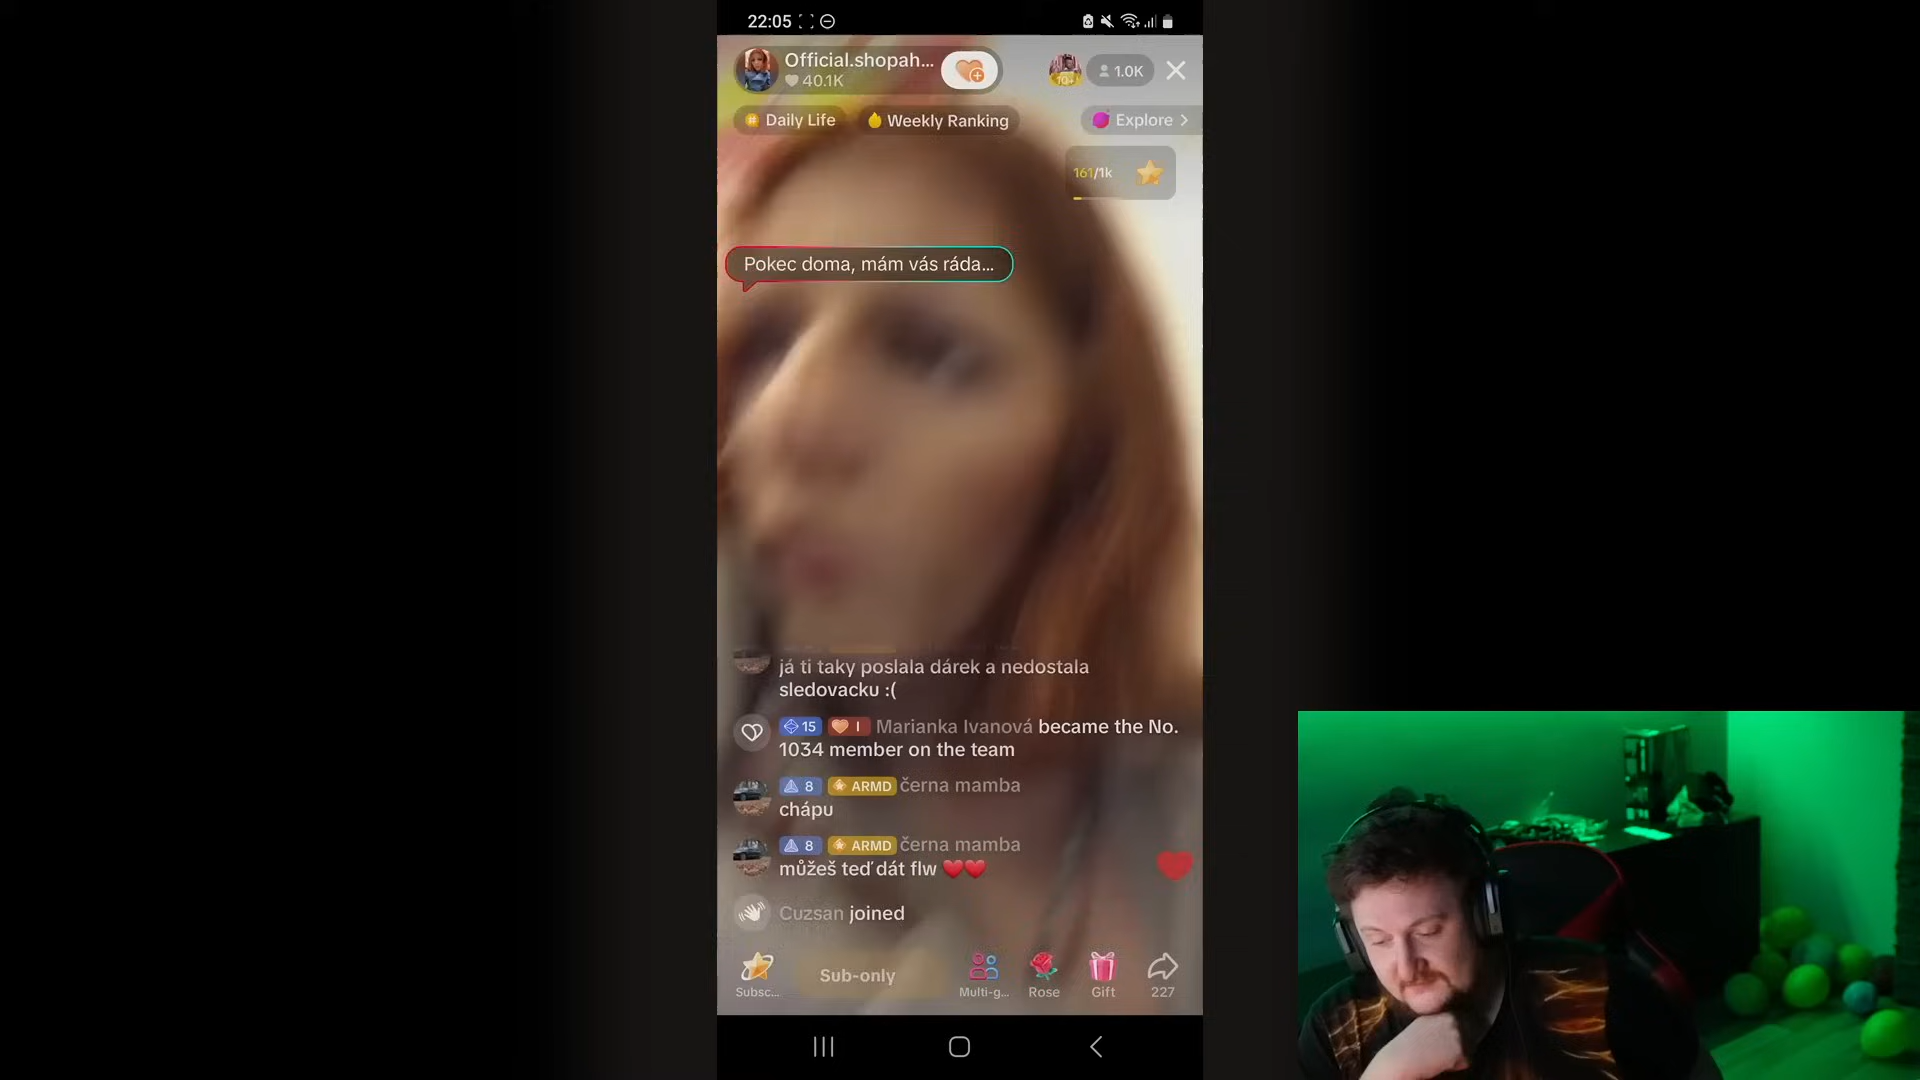 22:05
Official.shopah...
40.1K
1.0K
Daily Life
Weekly Ranking
Explore
161/1k
Pokec doma, mám vás ráda...
já ti taky poslala dárek a nedostala
sledovacku :(
15 I Marianka Ivanová became the No.
1034 member on the team
8 ARMD černa mamba
chápu
8 ARMD černa mamba
můžeš teď dát flw ❤️❤️
Cuzsan joined
Subsc...
Sub-only
Multi-g...
Rose
Gift
227